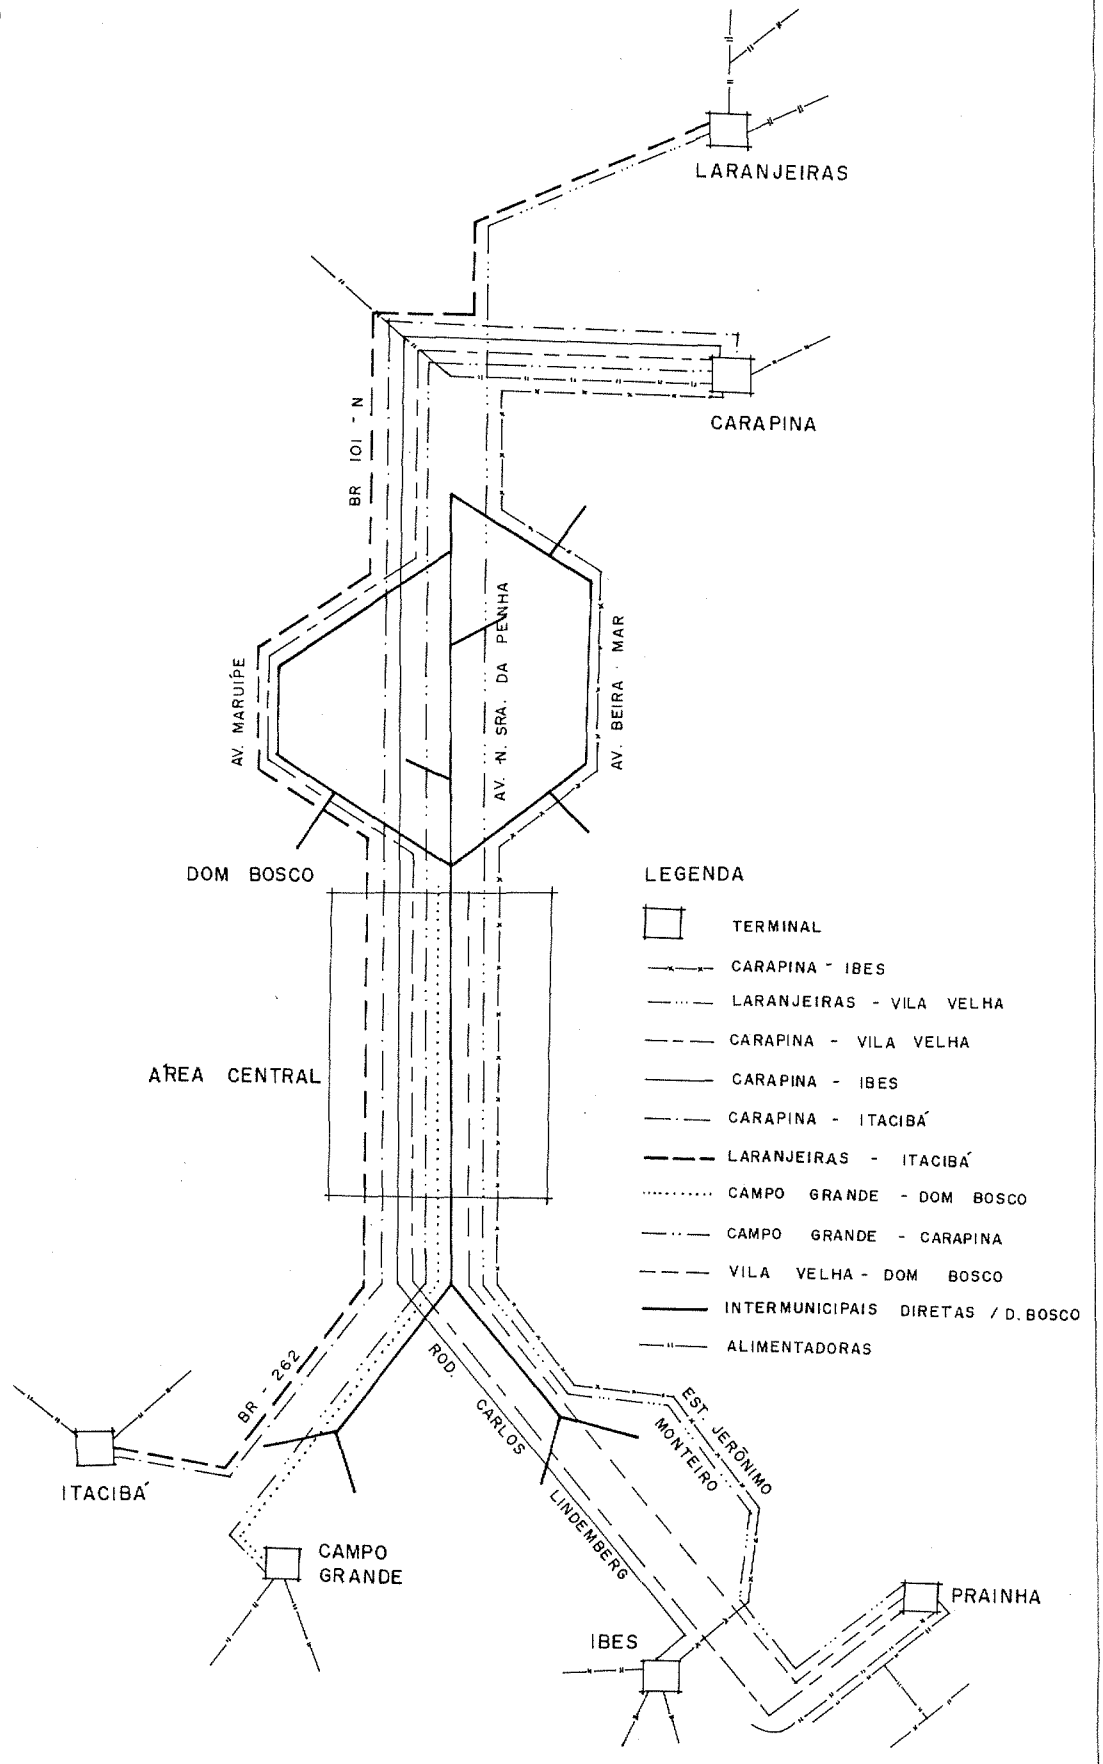 LARANJEIRAS
CARAPINA
BR 101 - N
AV. MARUÍPE
AV. N. SRA. DA PENHA
AV. BEIRA - MAR
DOM BOSCO
ÁREA CENTRAL
LEGENDA
TERMINAL
CARAPINA - IBES
LARANJEIRAS - VILA VELHA
CARAPINA - VILA VELHA
CARAPINA - IBES
CARAPINA - ITACIBÁ
LARANJEIRAS - ITACIBÁ
CAMPO GRANDE - DOM BOSCO
CAMPO GRANDE - CARAPINA
VILA VELHA - DOM BOSCO
INTERMUNICIPAIS DIRETAS / D. BOSCO
ALIMENTADORAS
BR - 262
ROD. CARLOS LINDEMBERG
EST. JERÔNIMO
MONTEIRO
ITACIBÁ
CAMPO
GRANDE
IBES
PRAINHA